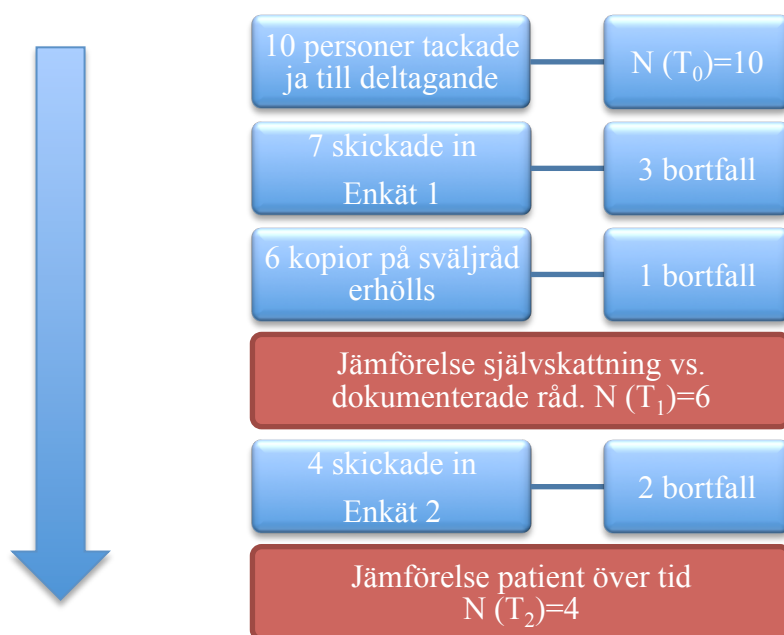 10 personer tackade
ja till deltagande
N (T₀)=10
7 skickade in
Enkät 1
3 bortfall
6 kopior på sväljråd
erhölls
1 bortfall
Jämförelse självskattning vs.
dokumenterade råd. N (T₁)=6
4 skickade in
Enkät 2
2 bortfall
Jämförelse patient över tid
N (T₂)=4